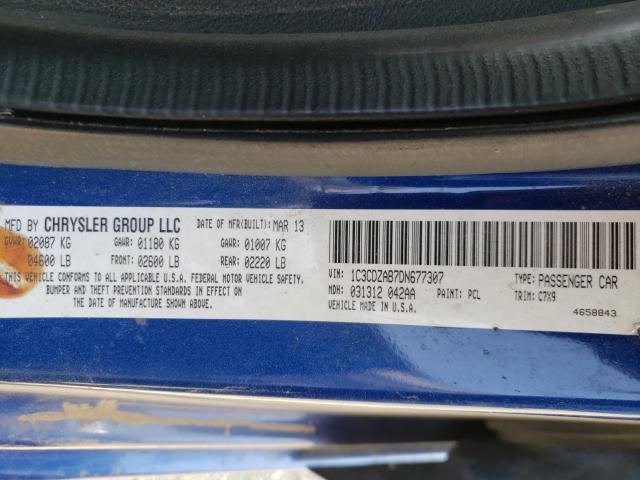 MFD BY CHRYSLER GROUP LLC DATE OF MFR(BUILT): MAR 13
GVWR: 02087 KG GAWR: 01180 KG GAWR: 01007 KG
04600 LB FRONT: 02600 LB REAR: 02220 LB
THIS VEHICLE CONFORMS TO ALL APPLICABLE U.S.A. FEDERAL MOTOR VEHICLE SAFETY,
BUMPER AND THEFT PREVENTION STANDARDS IN EFFECT ON
THE DATE OF MANUFACTURE SHOWN ABOVE.
VIN: 1C3CDZAB7DN677307 TYPE: PASSENGER CAR
MDH: 031312 042AA PAINT: PCL TRIM: C7X9
VEHICLE MADE IN U.S.A.
4658843